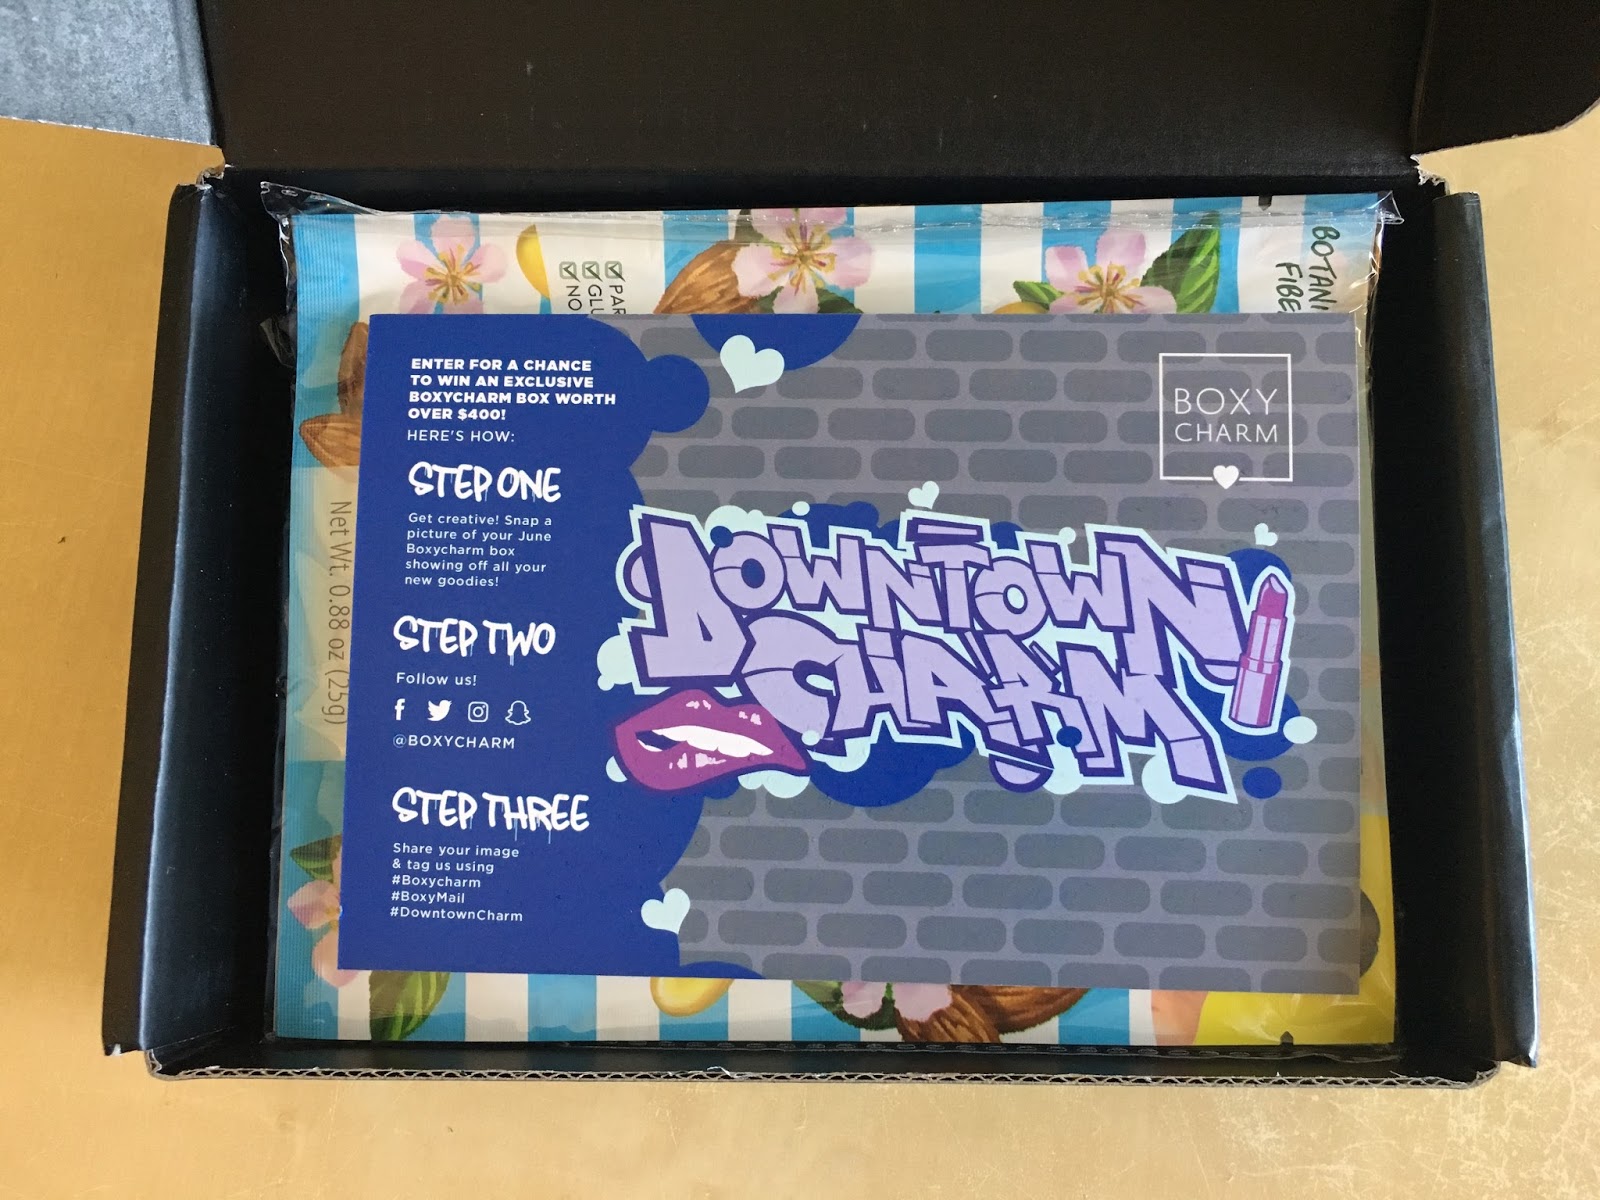 ENTER FOR A CHANCE
TO WIN AN EXCLUSIVE
BOXYCHARM BOX WORTH
OVER $400!
HERE'S HOW:
STEP ONE
Get creative! Snap a
picture of your June
Boxycharm box
showing off all your
new goodies!
STEP TWO
Follow us!
@BOXYCHARM
STEP THREE
Share your image
& tag us using
#Boxycharm
#BoxyMail
#DowntownCharm
BOXY
CHARM
DOWNTOWN
CHARM
Net Wt. 0.88 oz (25g)
PAR
GLU
NO
BOTANI
FIBE